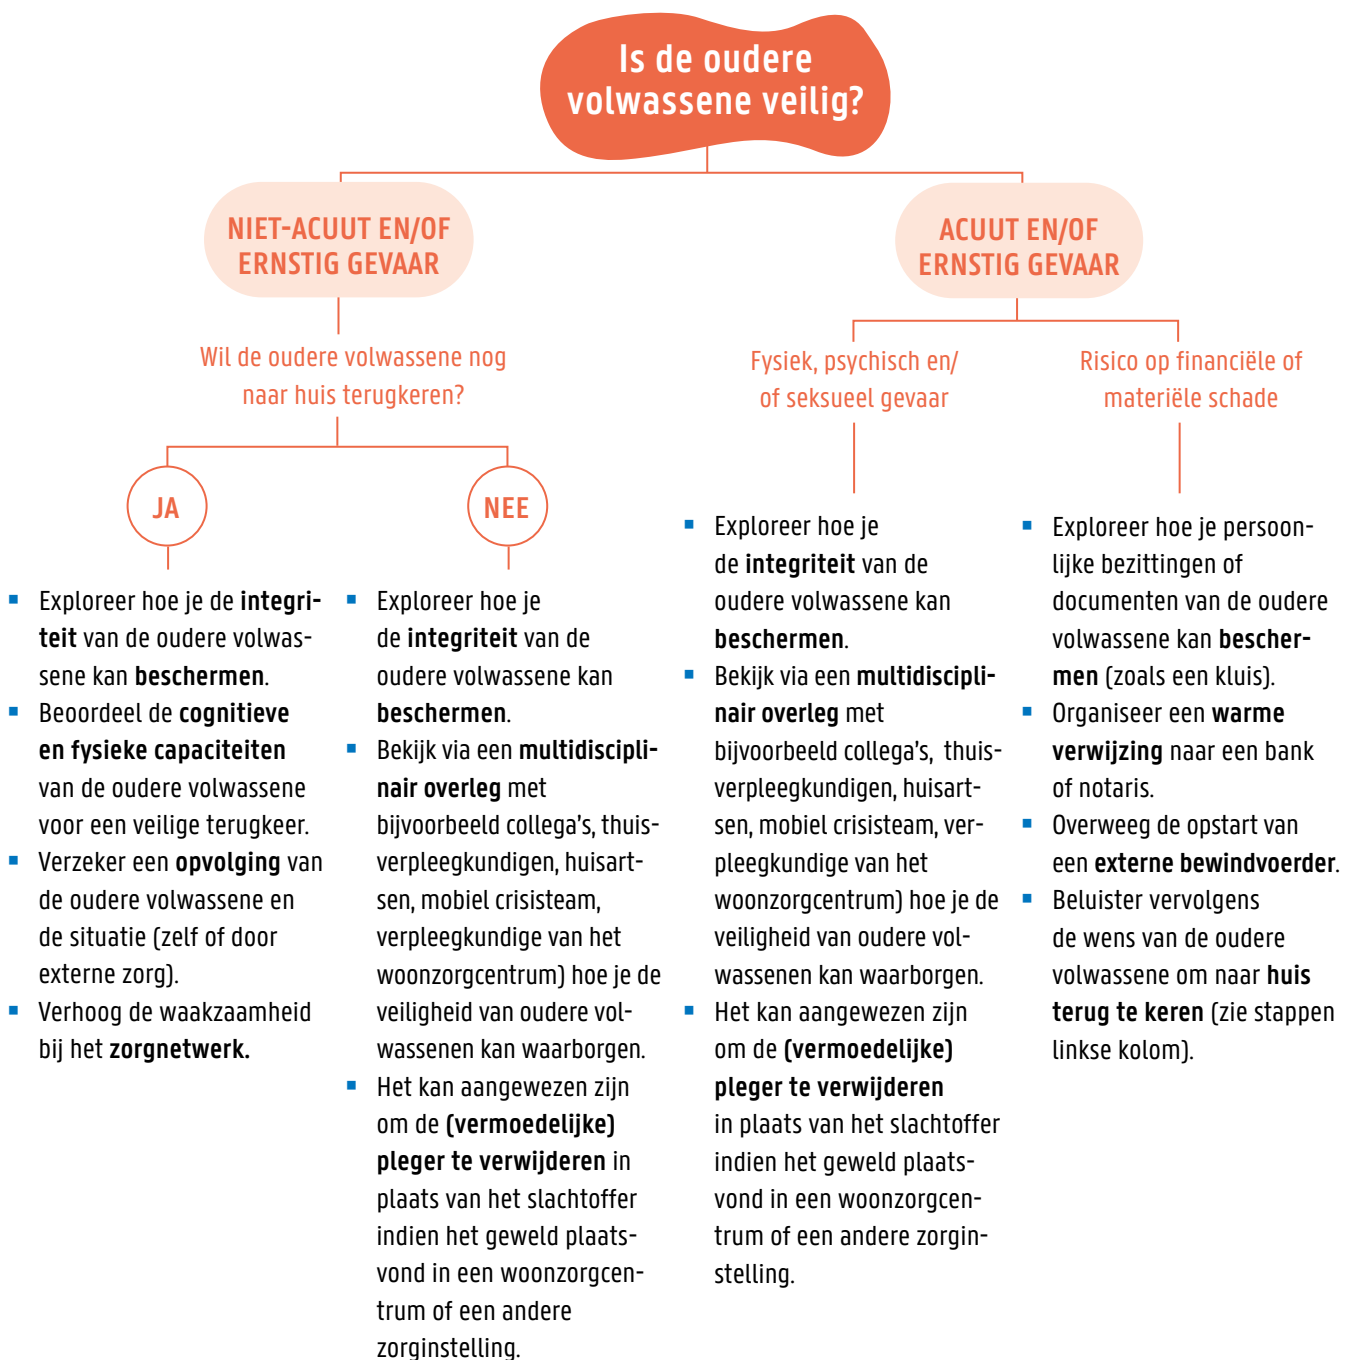 Is de oudere
volwassene veilig?
NIET-ACUUT EN/OF
ERNSTIG GEVAAR
Wil de oudere volwassene nog
naar huis terugkeren?
JA
▪ Exploreer hoe je de integri-
teit van de oudere volwas-
sene kan beschermen.
▪ Beoordeel de cognitieve
en fysieke capaciteiten
van de oudere volwassene
voor een veilige terugkeer.
▪ Verzeker een opvolging van
de oudere volwassene en
de situatie (zelf of door
externe zorg).
▪ Verhoog de waakzaamheid
bij het zorgnetwerk.
NEE
▪ Exploreer hoe je
de integriteit van de
oudere volwassene kan
beschermen.
▪ Bekijk via een multidiscipli-
nair overleg met
bijvoorbeeld collega's, thuis-
verpleegkundigen, huisart-
sen, mobiel crisisteam,
verpleegkundige van het
woonzorgcentrum) hoe je de
veiligheid van oudere vol-
wassenen kan waarborgen.
▪ Het kan aangewezen zijn
om de (vermoedelijke)
pleger te verwijderen in
plaats van het slachtoffer
indien het geweld plaats-
vond in een woonzorgcen-
trum of een andere
zorginstelling.
ACUUT EN/OF
ERNSTIG GEVAAR
Fysiek, psychisch en/
of seksueel gevaar
▪ Exploreer hoe je
de integriteit van de
oudere volwassene kan
beschermen.
▪ Bekijk via een multidiscipli-
nair overleg met
bijvoorbeeld collega's, thuis-
verpleegkundigen, huisart-
sen, mobiel crisisteam, ver-
pleegkundige van het
woonzorgcentrum) hoe je de
veiligheid van oudere vol-
wassenen kan waarborgen.
▪ Het kan aangewezen zijn
om de (vermoedelijke)
pleger te verwijderen
in plaats van het slachtoffer
indien het geweld plaats-
vond in een woonzorgcen-
trum of een andere zorgin-
stelling.
Risico op financiële of
materiële schade
▪ Exploreer hoe je persoon-
lijke bezittingen of
documenten van de oudere
volwassene kan bescher-
men (zoals een kluis).
▪ Organiseer een warme
verwijzing naar een bank
of notaris.
▪ Overweeg de opstart van
een externe bewindvoerder.
▪ Beluister vervolgens
de wens van de oudere
volwassene om naar huis
terug te keren (zie stappen
linkse kolom).